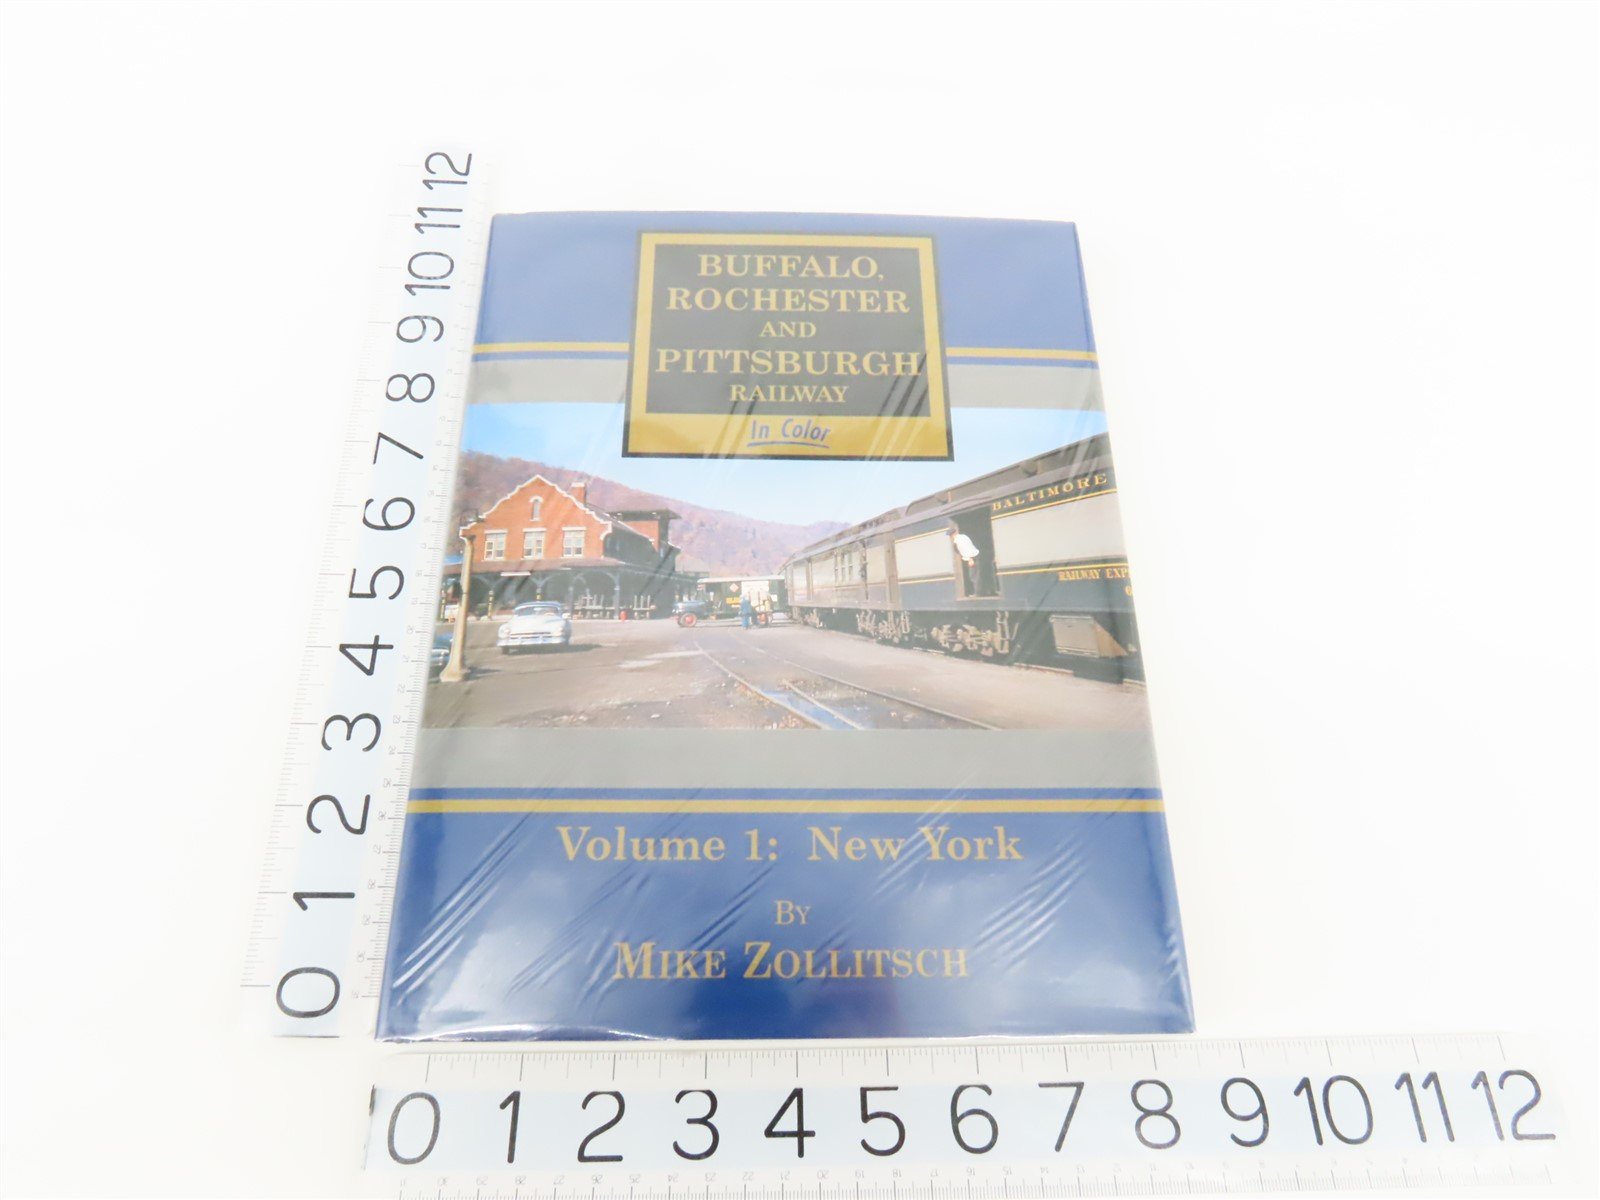 BUFFALO,
ROCHESTER
AND
PITTSBURGH
RAILWAY
In Color
BALTIMORE
RAILWAY EXP
Volume 1: New York
BY
MIKE ZOLLITSCH
12
11
10
9
8
7
6
5
4
3
2
1
0
0 1 2 3 4 5 6 7 8 9 10 11 12